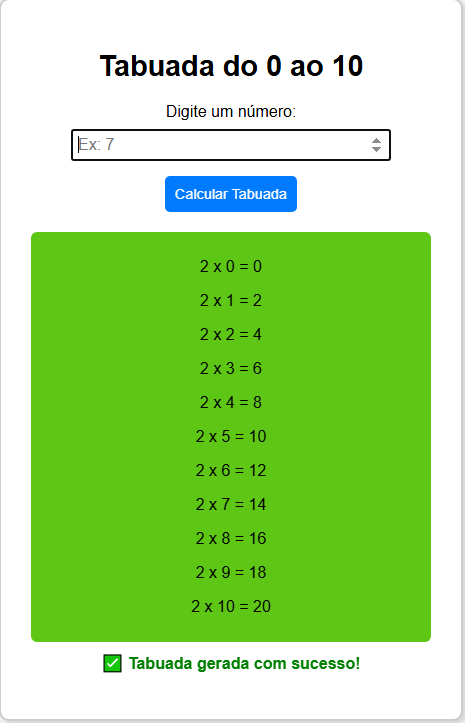 Tabuada do 0 ao 10
Digite um número:
Ex: 7
Calcular Tabuada
2 x 0 = 0
2 x 1 = 2
2 x 2 = 4
2 x 3 = 6
2 x 4 = 8
2 x 5 = 10
2 x 6 = 12
2 x 7 = 14
2 x 8 = 16
2 x 9 = 18
2 x 10 = 20
✅ Tabuada gerada com sucesso!